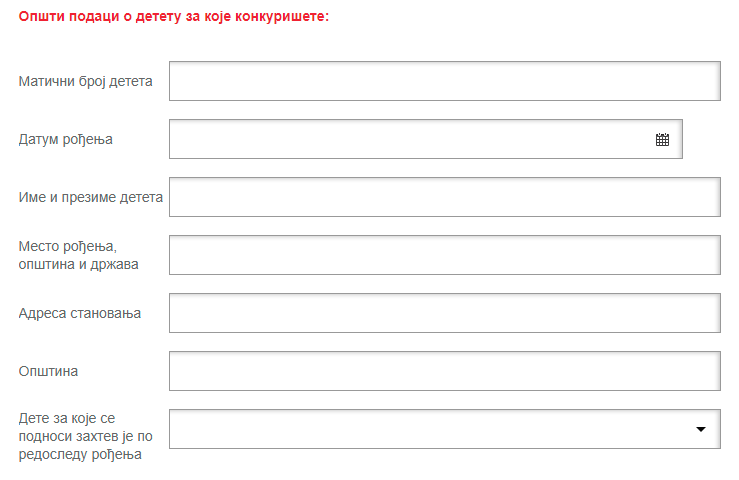 Општи подаци о детету за које конкуришете:
Матични број детета
Датум рођења
Име и презиме детета
Место рођења,
општина и држава
Адреса становања
Општина
Дете за које се
подноси захтев је по
редоследу рођења